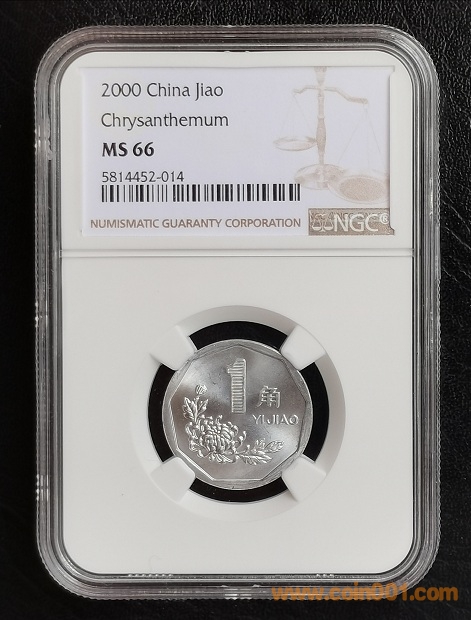 2000 China Jiao
Chrysanthemum
MS 66
5814452-014
NUMISMATIC GUARANTY CORPORATION
NGC®
1角
YIJIAO
www.coin001.com